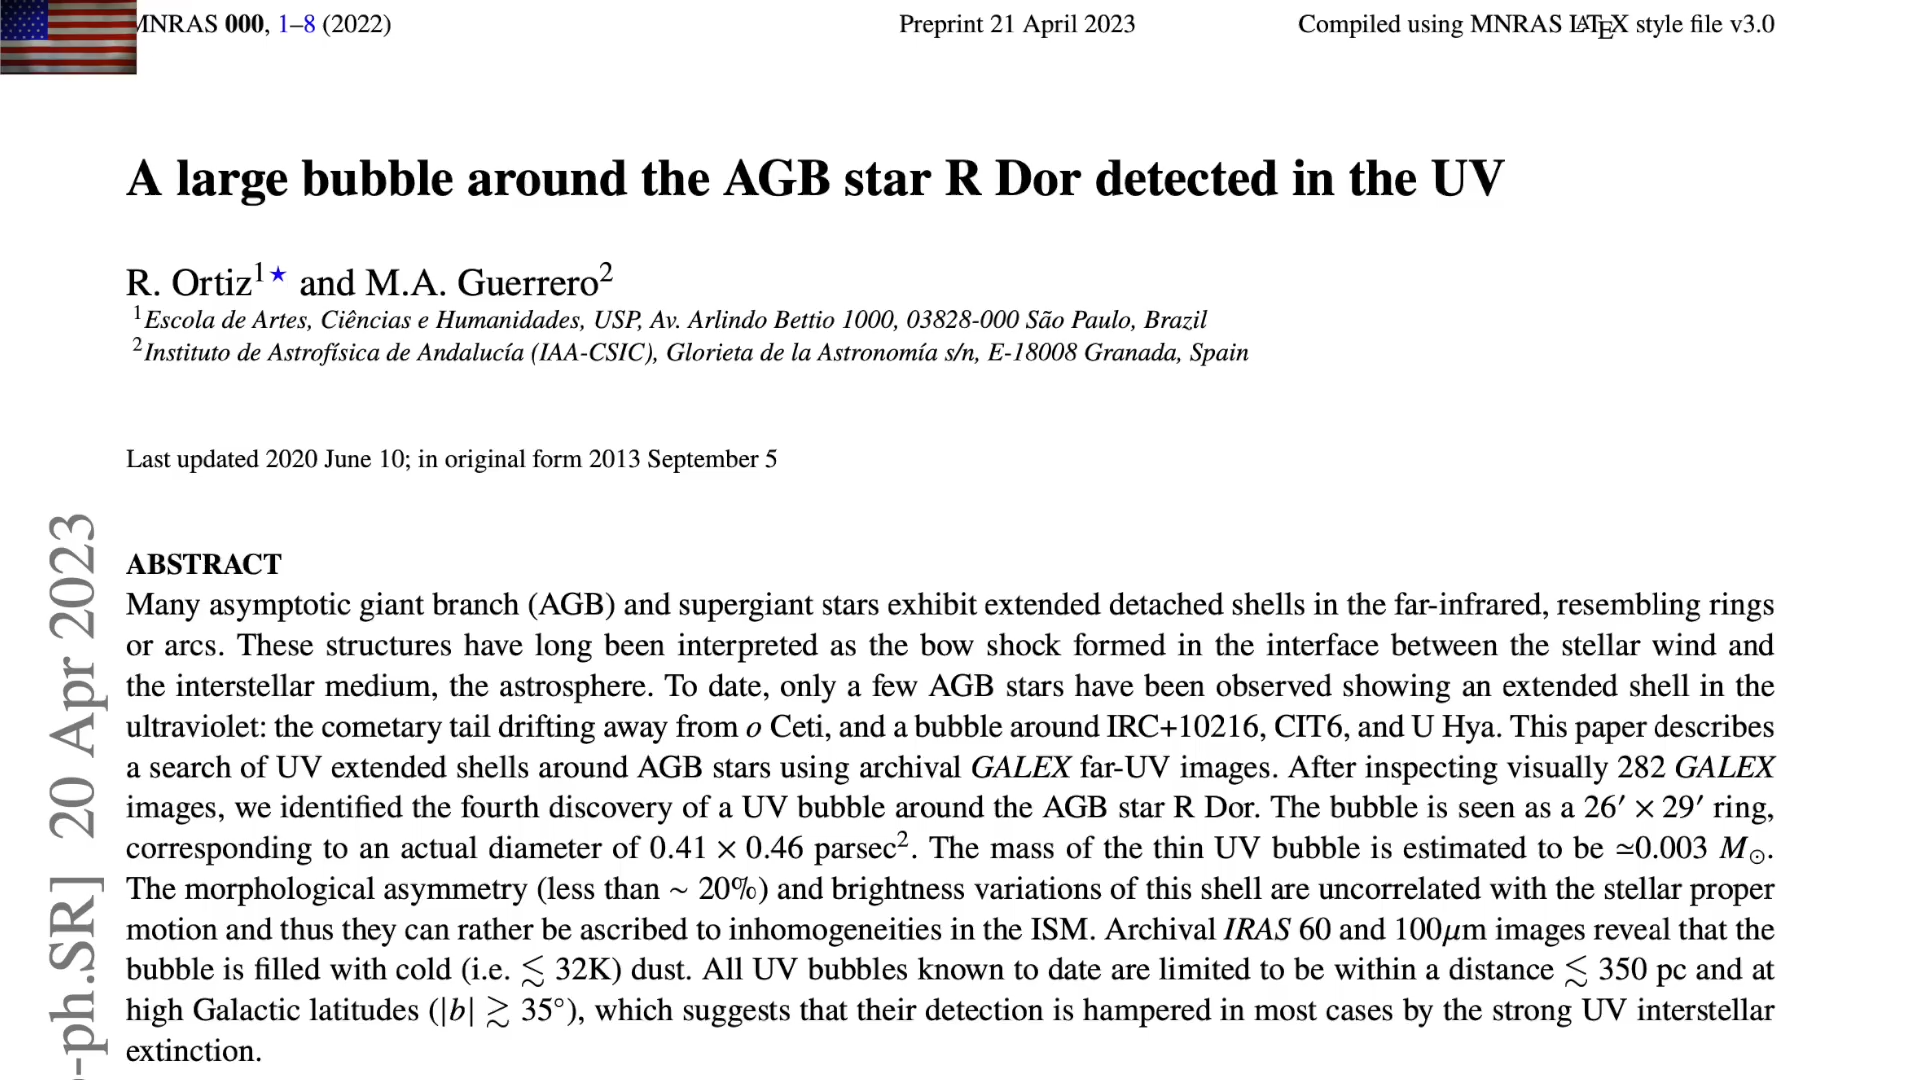 MNRAS 000, 1–8 (2022)
Preprint 21 April 2023
Compiled using MNRAS LATEX style file v3.0
A large bubble around the AGB star R Dor detected in the UV
R. Ortiz1★ and M.A. Guerrero2
1Escola de Artes, Ciências e Humanidades, USP, Av. Arlindo Bettio 1000, 03828-000 São Paulo, Brazil
2Instituto de Astrofísica de Andalucía (IAA-CSIC), Glorieta de la Astronomía s/n, E-18008 Granada, Spain
Last updated 2020 June 10; in original form 2013 September 5
ABSTRACT
Many asymptotic giant branch (AGB) and supergiant stars exhibit extended detached shells in the far-infrared, resembling rings
or arcs. These structures have long been interpreted as the bow shock formed in the interface between the stellar wind and
the interstellar medium, the astrosphere. To date, only a few AGB stars have been observed showing an extended shell in the
ultraviolet: the cometary tail drifting away from o Ceti, and a bubble around IRC+10216, CIT6, and U Hya. This paper describes
a search of UV extended shells around AGB stars using archival GALEX far-UV images. After inspecting visually 282 GALEX
images, we identified the fourth discovery of a UV bubble around the AGB star R Dor. The bubble is seen as a 26′ × 29′ ring,
corresponding to an actual diameter of 0.41 × 0.46 parsec2. The mass of the thin UV bubble is estimated to be ≃0.003 M⊙.
The morphological asymmetry (less than ∼ 20%) and brightness variations of this shell are uncorrelated with the stellar proper
motion and thus they can rather be ascribed to inhomogeneities in the ISM. Archival IRAS 60 and 100μm images reveal that the
bubble is filled with cold (i.e. ≲ 32K) dust. All UV bubbles known to date are limited to be within a distance ≲ 350 pc and at
high Galactic latitudes (|b| ≳ 35°), which suggests that their detection is hampered in most cases by the strong UV interstellar
extinction.
-ph.SR] 20 Apr 2023